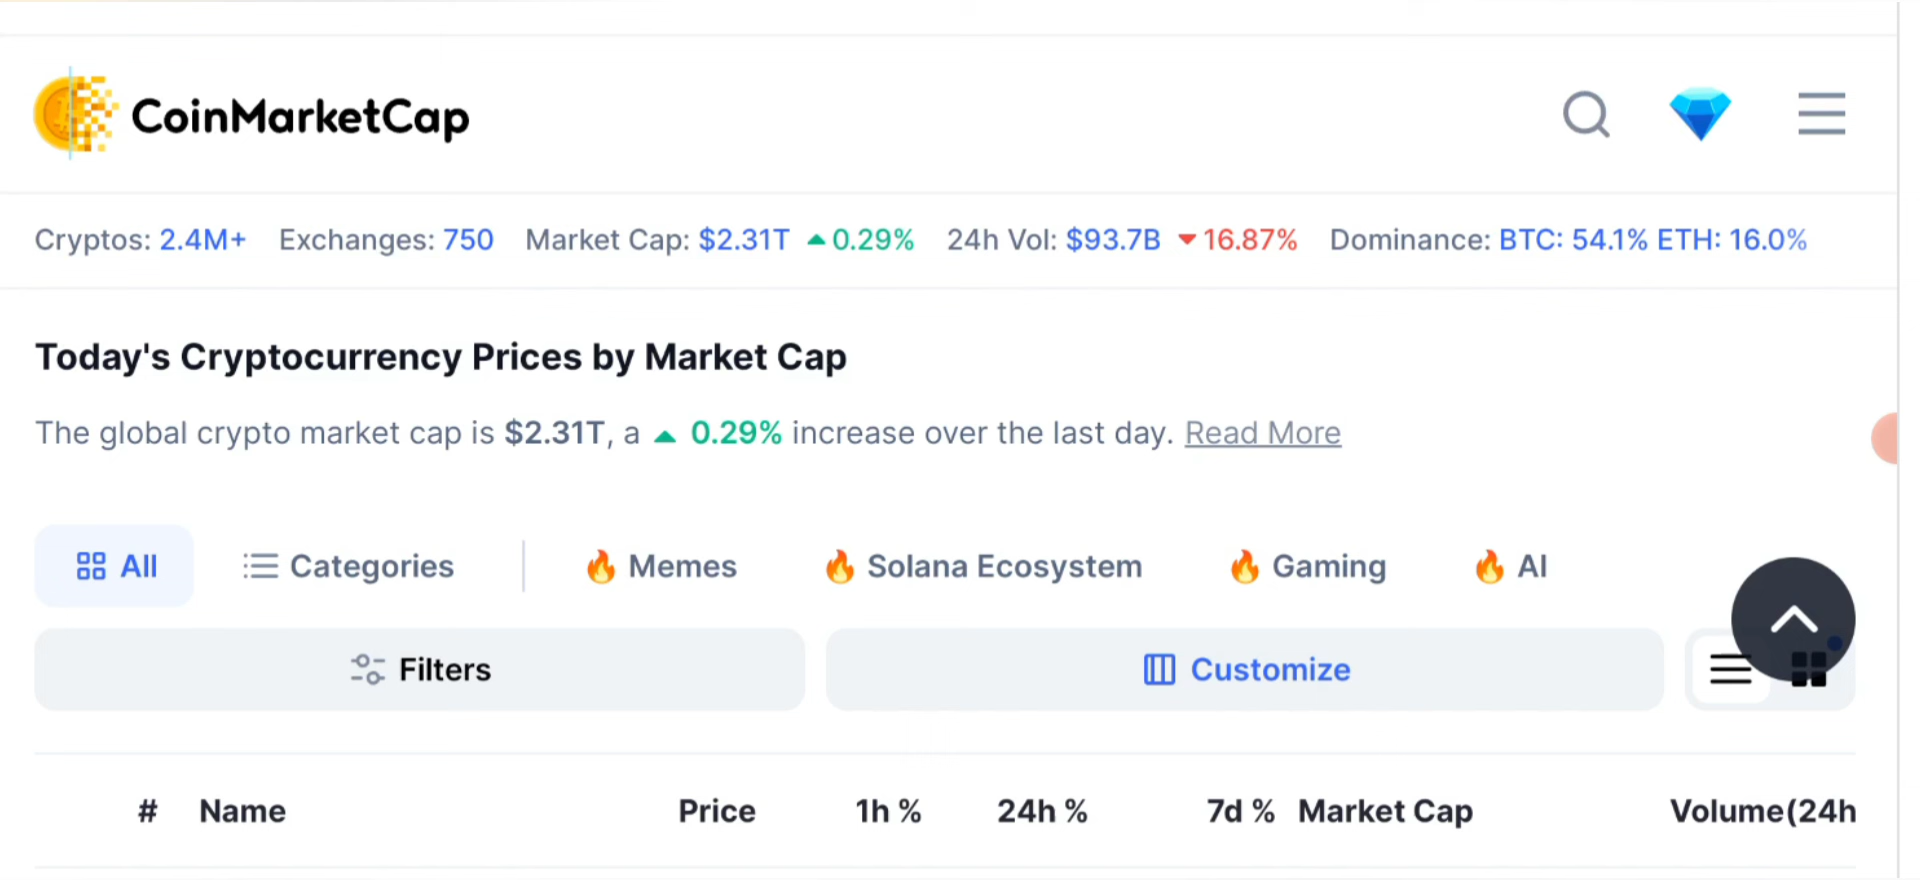 CoinMarketCap
Cryptos: 2.4M+ Exchanges: 750 Market Cap: $2.31T 0.29% 24h Vol: $93.7B 16.87% Dominance: BTC: 54.1% ETH: 16.0%
Today's Cryptocurrency Prices by Market Cap
The global crypto market cap is $2.31T, a 0.29% increase over the last day. Read More
All Categories Memes Solana Ecosystem Gaming AI
Filters Customize
# Name Price 1h % 24h % 7d % Market Cap Volume(24h